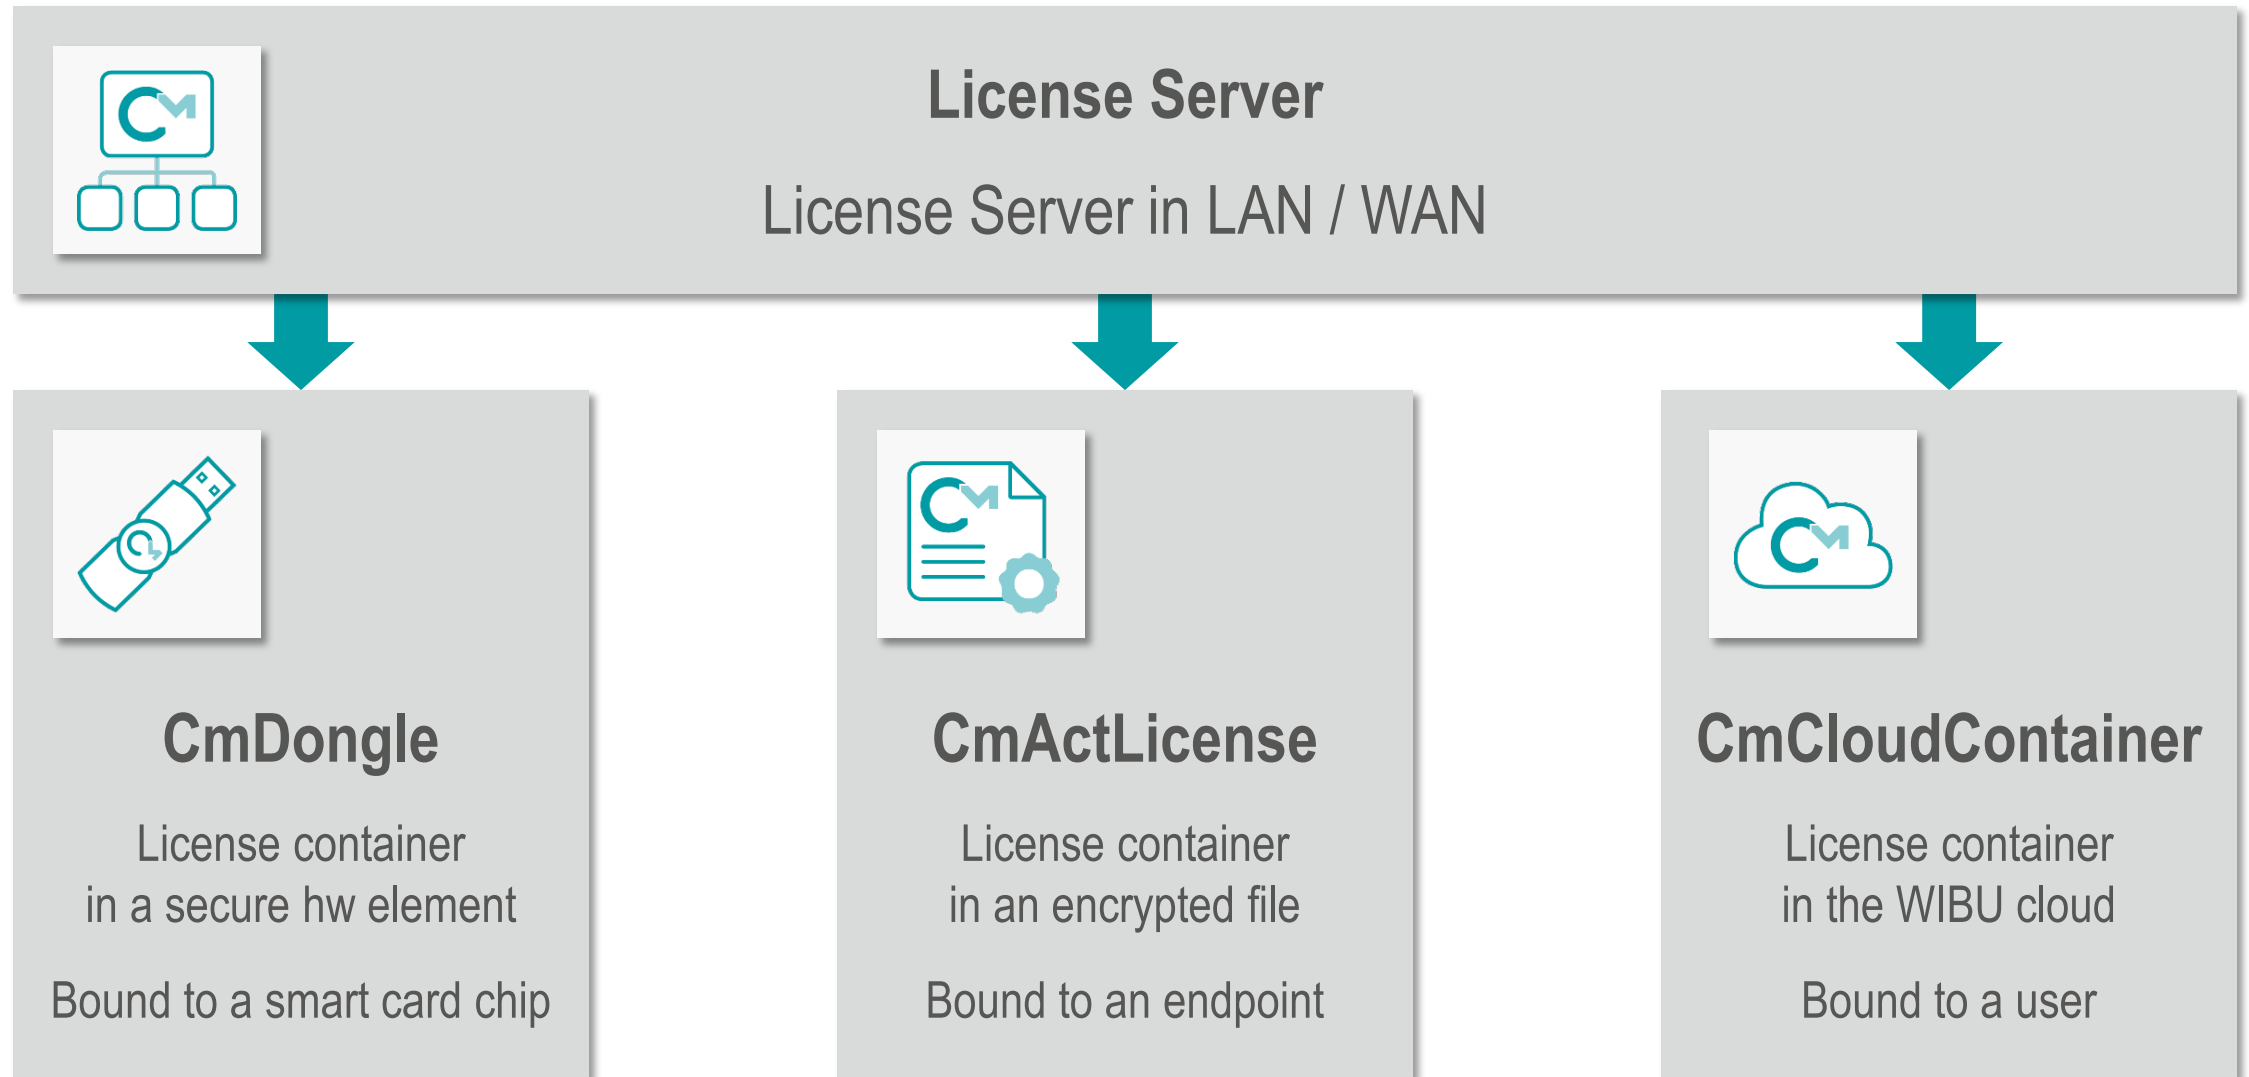 License Server
License Server in LAN / WAN
CmDongle
License container
in a secure hw element
Bound to a smart card chip
CmActLicense
License container
in an encrypted file
Bound to an endpoint
CmCloudContainer
License container
in the WIBU cloud
Bound to a user